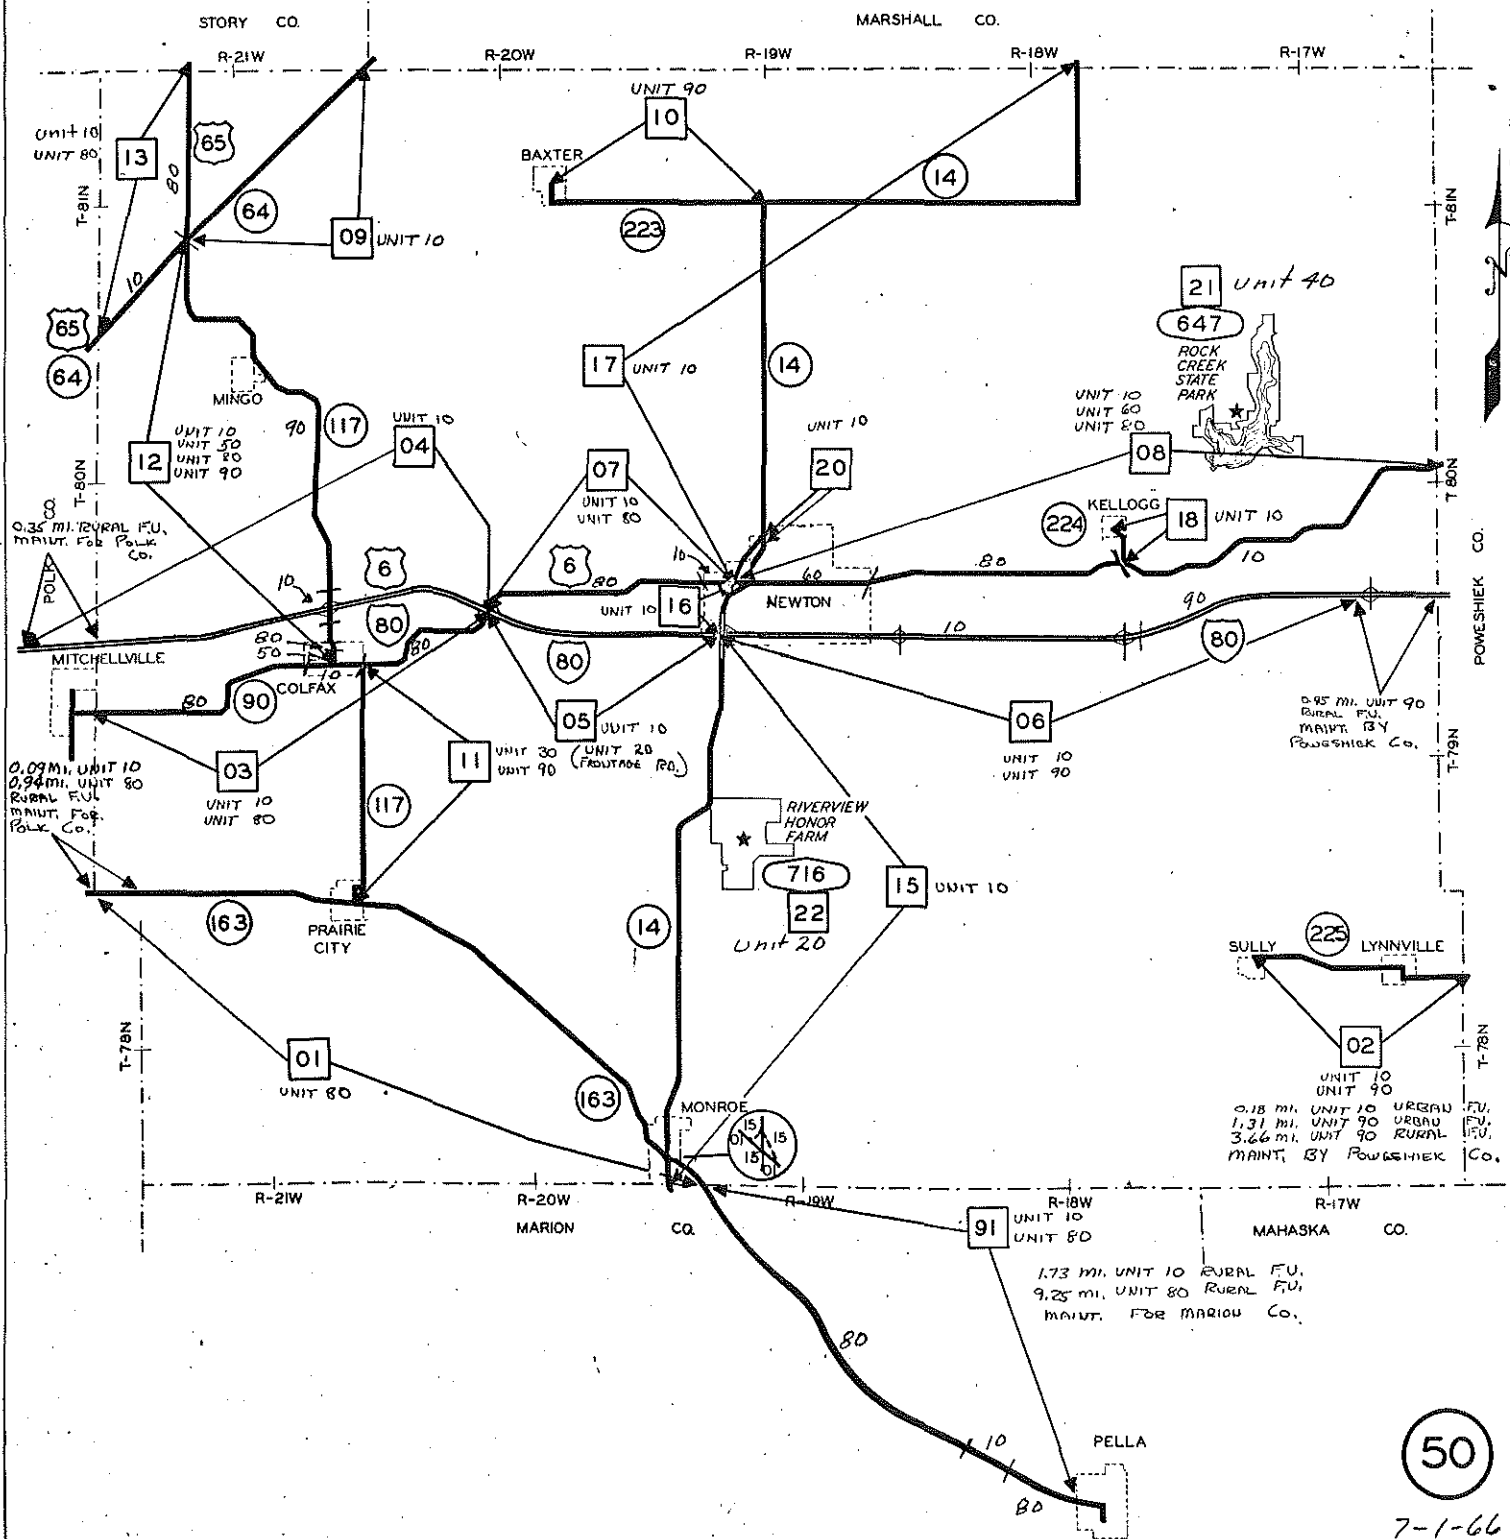 STORY CO.
MARSHALL CO.
R-21W
R-20W
R-19W
R-18W
R-17W
UNIT 90
10
Unit 10
UNIT 80
13
65
80
BAXTER
14
T-81N
64
09 UNIT 10
223
T-81N
10
21 Unit 40
647
65
64
ROCK
CREEK
STATE
PARK
17 UNIT 10
14
MINGO
90
117
UNIT 10
04
UNIT 10
UNIT 50
UNIT 80
UNIT 90
12
UNIT 10
20
UNIT 10
UNIT 60
UNIT 80
08
07
UNIT 10
UNIT 80
T-80N
T-80N
KELLOGG
224
18 UNIT 10
0.35 MI. RURAL F.U.
MAINT. FOR POLK
CO.
POLK CO.
6
6
80
10
60
80
10
10
UNIT 10
16
NEWTON
80
80
50
80
80
10
90
80
POWESHIEK CO.
MITCHELLVILLE
COLFAX
10
80
90
05 UNIT 10
(UNIT 20
FRONTAGE RD.)
06
UNIT 10
UNIT 90
0.95 MI. UNIT 90
RURAL F.U.
MAINT. BY
POWESHIEK CO.
T-79N
03
UNIT 10
UNIT 80
11 UNIT 30
UNIT 90
0.09 MI. UNIT 10
0.94 MI. UNIT 80
RURAL F.U.
MAINT. FOR
POLK CO.
117
RIVERVIEW
HONOR
FARM
716
22
Unit 20
15 UNIT 10
163
PRAIRIE
CITY
14
SULLY
225
LYNNVILLE
T-78N
T-78N
01
UNIT 80
02
UNIT 10
UNIT 90
0.18 MI. UNIT 10 URBAN F.U.
1.31 MI. UNIT 90 URBAN F.U.
3.66 MI. UNIT 90 RURAL F.U.
MAINT. BY POWESHIEK CO.
163
MONROE
15
01
15
15
01
R-21W
R-20W
R-19W
R-18W
R-17W
MARION CO.
MAHASKA CO.
91 UNIT 10
UNIT 80
1.73 MI. UNIT 10 RURAL F.U.
9.25 MI. UNIT 80 RURAL F.U.
MAINT. FOR MARION CO.
80
10
80
PELLA
50
7-1-66